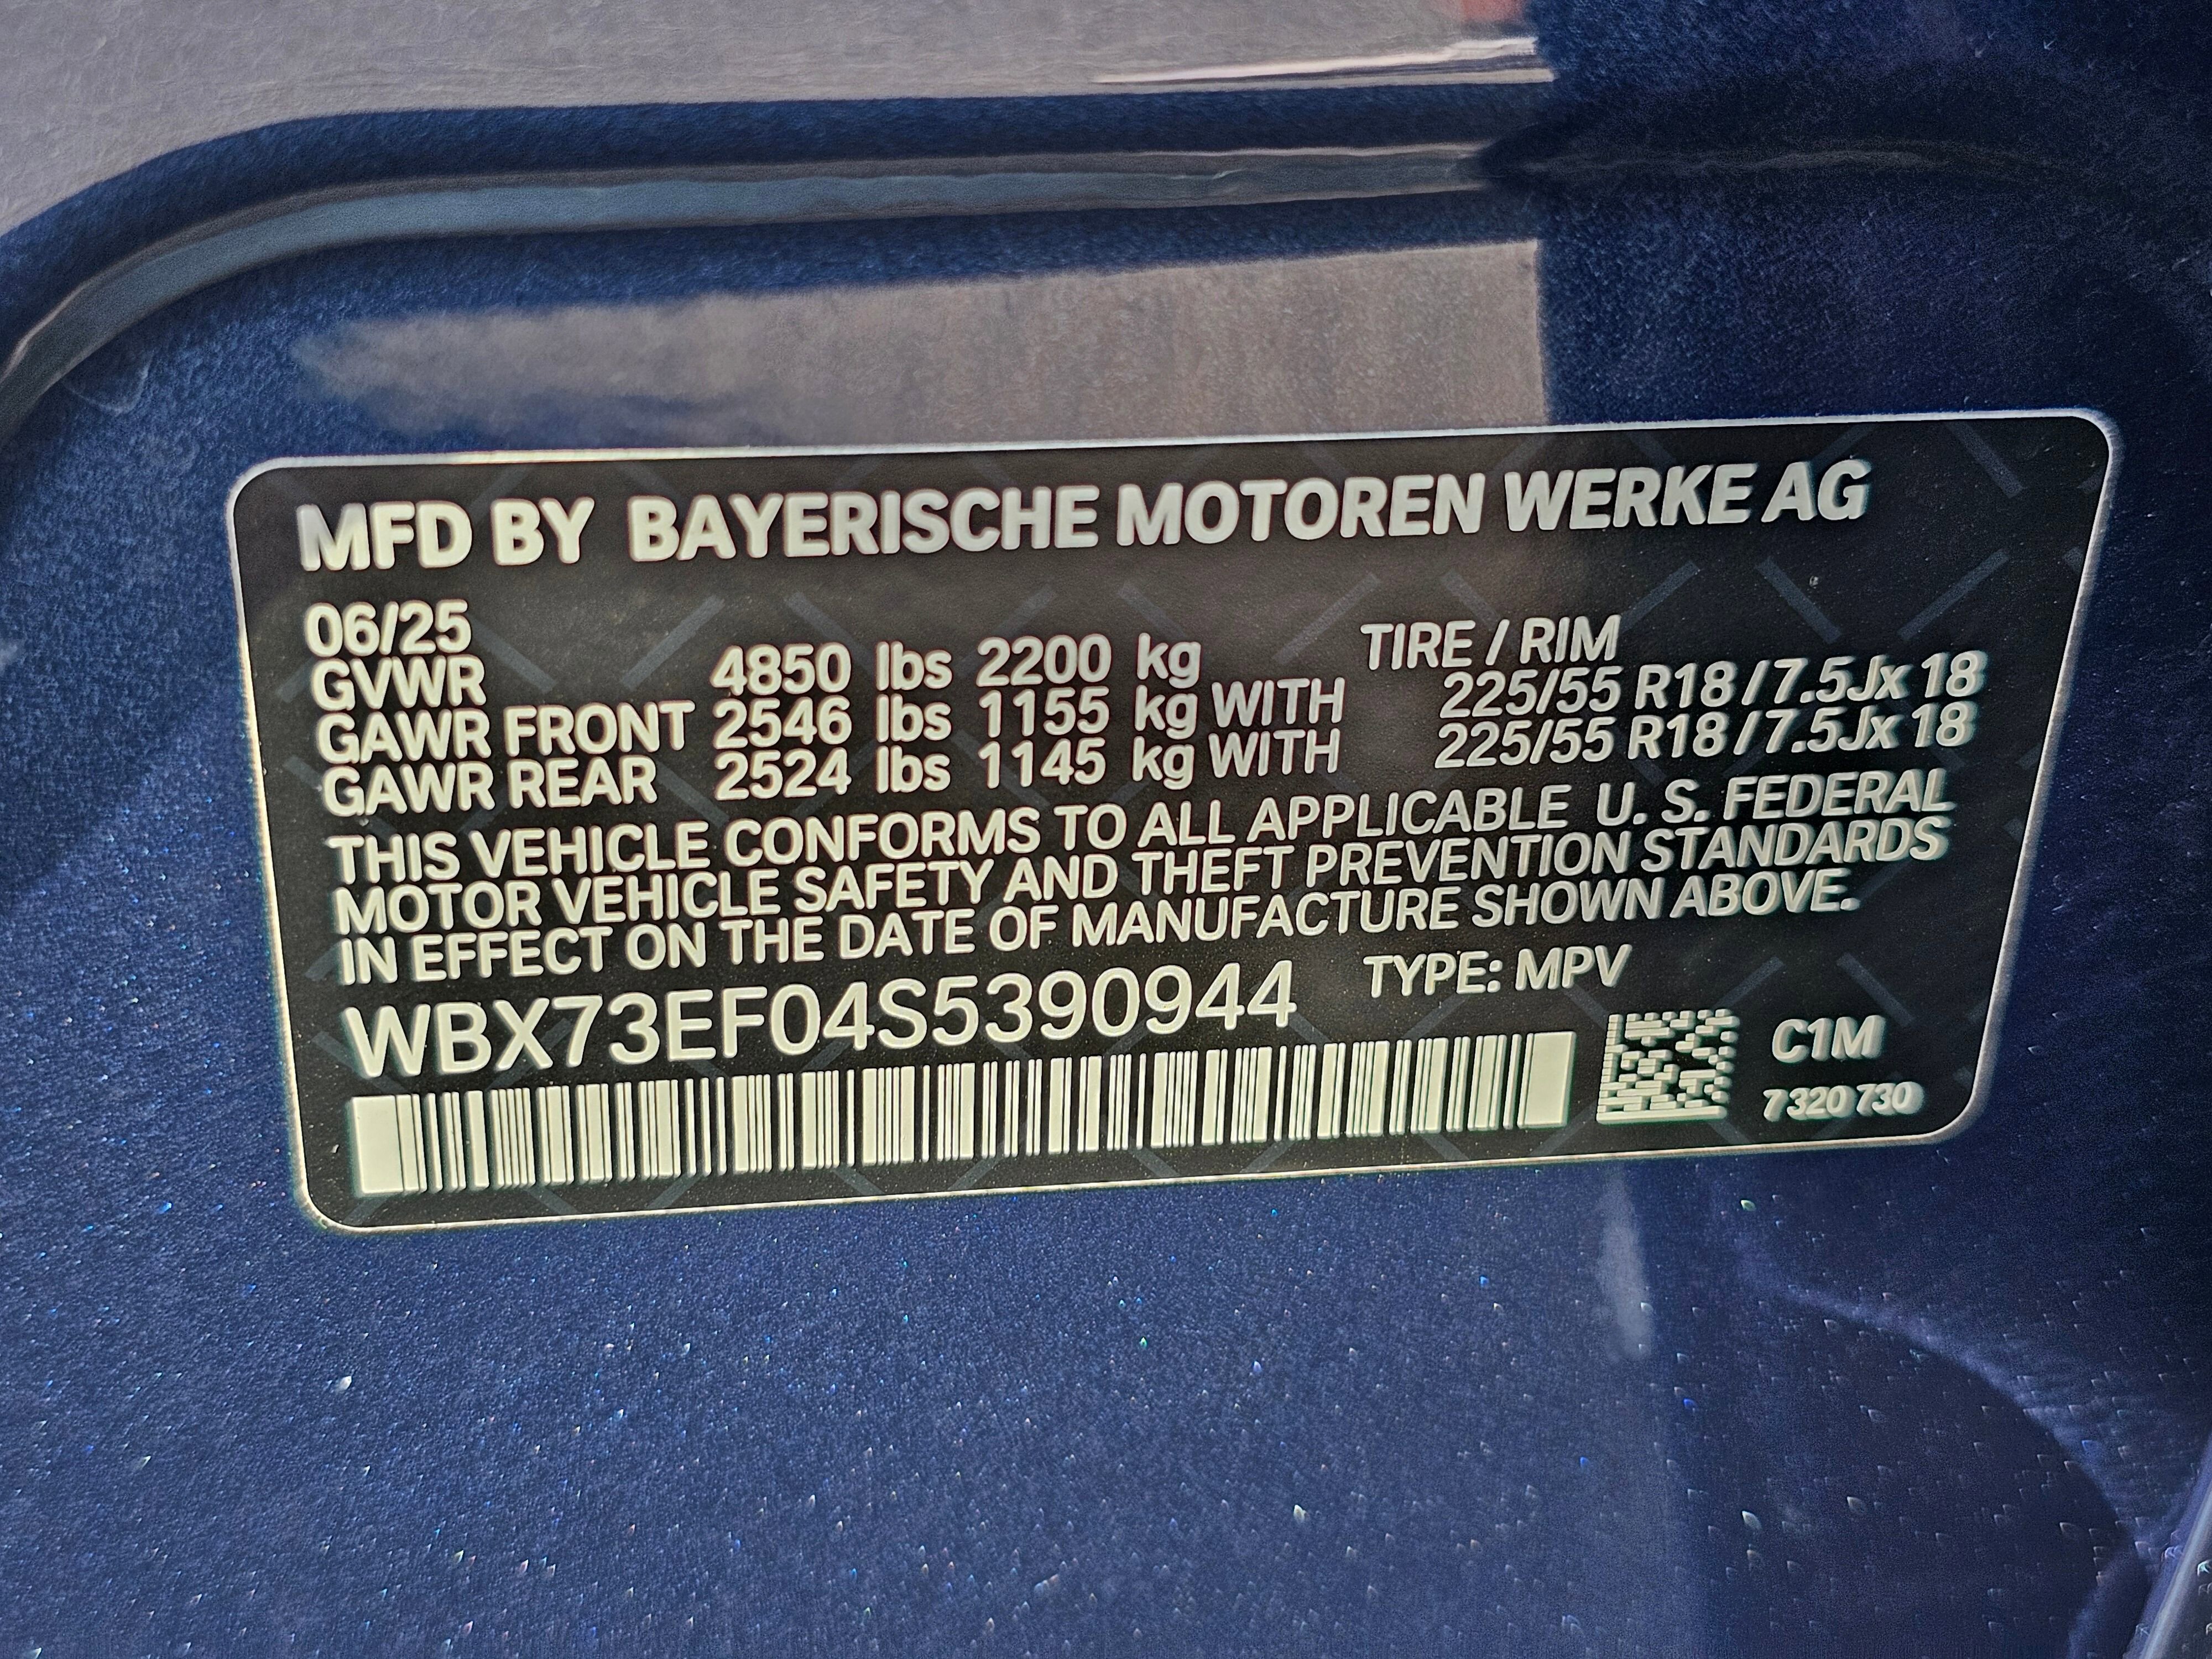 MFD BY BAYERISCHE MOTOREN WERKE AG
06/25
TIRE / RIM
GVWR 4850 lbs 2200 kg
GAWR FRONT 2546 lbs 1155 kg WITH 225/55 R18 / 7.5Jx 18
GAWR REAR 2524 lbs 1145 kg WITH 225/55 R18 / 7.5Jx 18
THIS VEHICLE CONFORMS TO ALL APPLICABLE U. S. FEDERAL
MOTOR VEHICLE SAFETY AND THEFT PREVENTION STANDARDS
IN EFFECT ON THE DATE OF MANUFACTURE SHOWN ABOVE.
WBX73EF04S5390944 TYPE: MPV
C1M
7320730